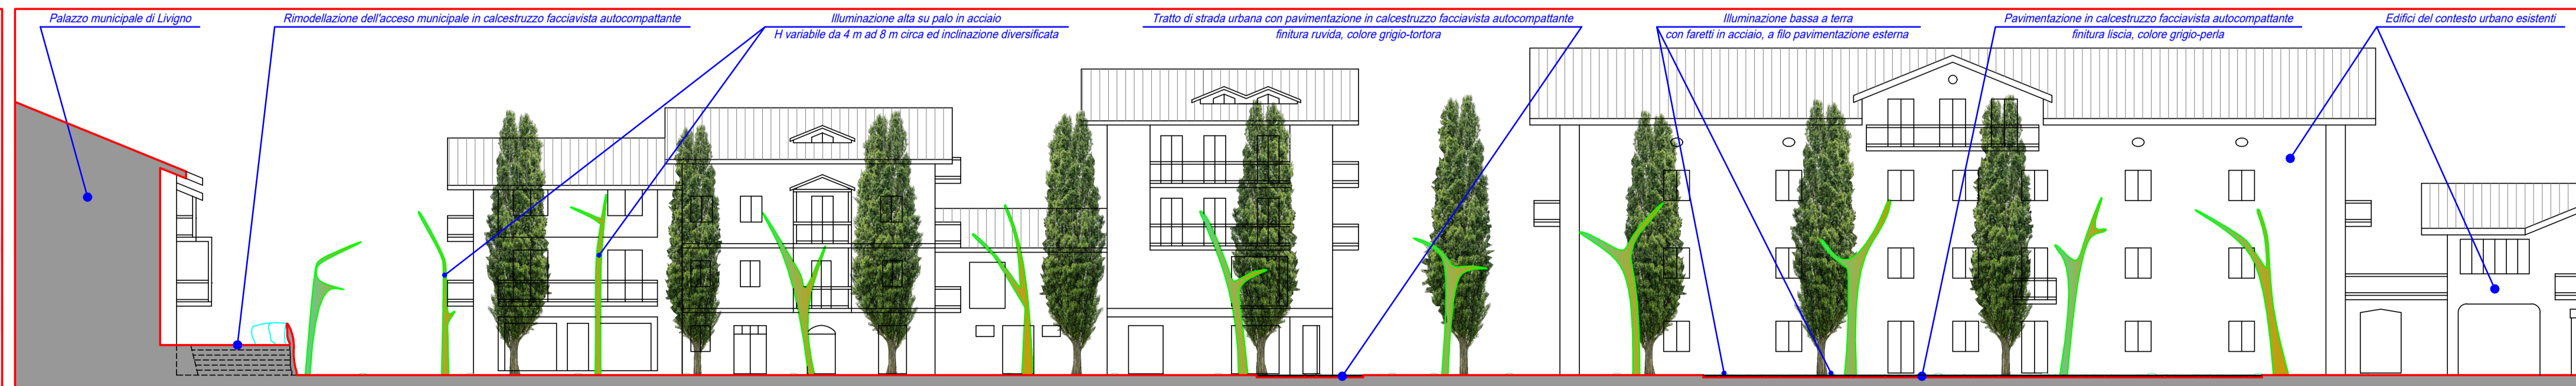 Palazzo municipale di Livigno
Rimodellazione dell'acceso municipale in calcestruzzo facciavista autocompattante
Illuminazione alta su palo in acciaio
H variabile da 4 m ad 8 m circa ed inclinazione diversificata
Tratto di strada urbana con pavimentazione in calcestruzzo facciavista autocompattante
finitura ruvida, colore grigio-tortora
Illuminazione bassa a terra
con faretti in acciaio, a filo pavimentazione esterna
Pavimentazione in calcestruzzo facciavista autocompattante
finitura liscia, colore grigio-perla
Edifici del contesto urbano esistenti